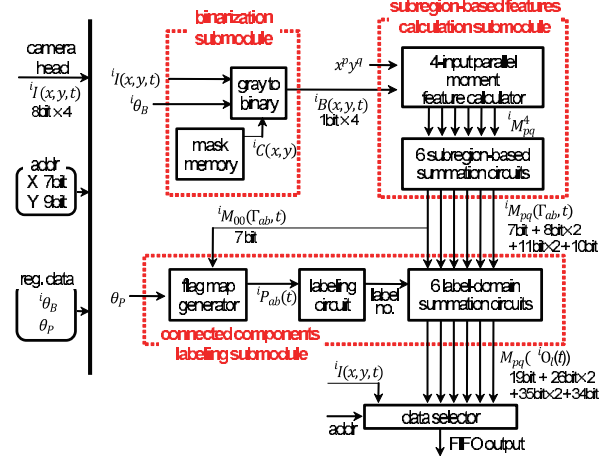 camera
head
ⁱI(x,y,t)
8bit×4
addr
X 7bit
Y 9bit
reg.data
ⁱθ_B
θ_P
binarization
submodule
ⁱI(x,y,t)
ⁱθ_B
gray to
binary
mask
memory
ⁱC(x,y)
ⁱB(x,y,t)
1bit×4
subregion-based features
calculation submodule
x^p y^q
4-input parallel
moment
feature calculator
ⁱM⁴_pq
6 subregion-based
summation circuits
ⁱM₀₀(Γ_ab,t)
7bit
ⁱM_pq(Γ_ab,t)
7bit + 8bit×2
+11bit×2+10bit
θ_P
flag map
generator
ⁱP_ab(t)
labeling
circuit
label
no.
6 label-domain
summation circuits
connected components
labelling submodule
M_pq( ⁱO_l(t))
19bit + 26bit×2
+35bit×2+34bit
ⁱI(x,y,t)
addr
data selector
FIFO output